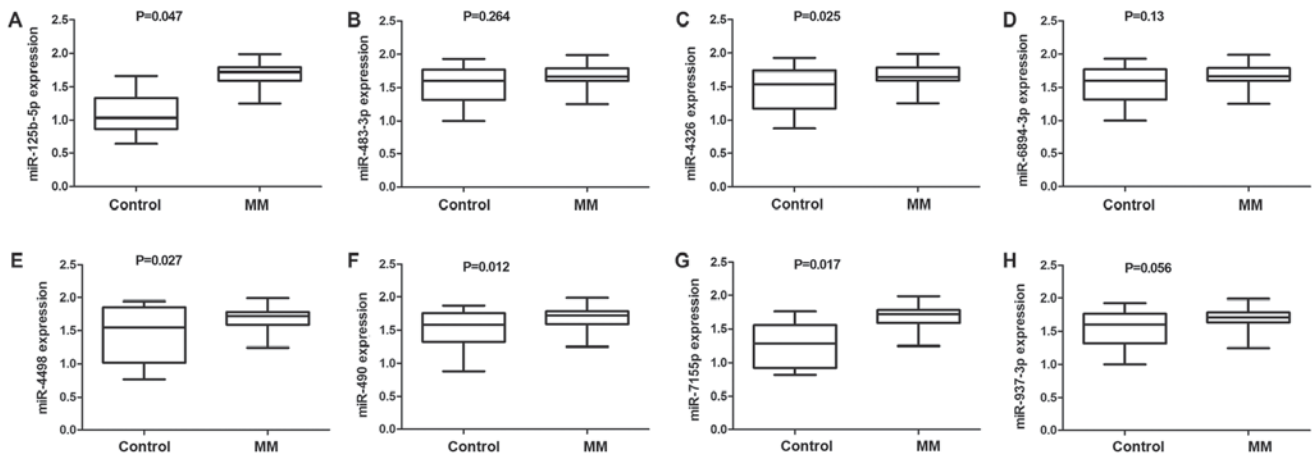 A
P=0.047
miR-125b-5p expression
2.5
2.0
1.5
1.0
0.5
0.0
Control MM
B
P=0.264
miR-483-3p expression
2.5
2.0
1.5
1.0
0.5
0.0
Control MM
C
P=0.025
miR-4326 expression
2.5
2.0
1.5
1.0
0.5
0.0
Control MM
D
P=0.13
miR-6894-3p expression
2.5
2.0
1.5
1.0
0.5
0.0
Control MM
E
P=0.027
miR-4498 expression
2.5
2.0
1.5
1.0
0.5
0.0
Control MM
F
P=0.012
miR-490 expression
2.5
2.0
1.5
1.0
0.5
0.0
Control MM
G
P=0.017
miR-7155p expression
2.5
2.0
1.5
1.0
0.5
0.0
Control MM
H
P=0.056
miR-937-3p expression
2.5
2.0
1.5
1.0
0.5
0.0
Control MM